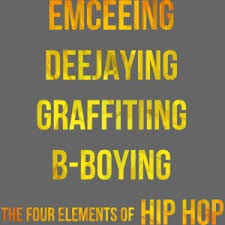 EMCEEING
DEEJAYING
GRAFFITIING
B-BOYING
THE FOUR ELEMENTS OF HIP HOP